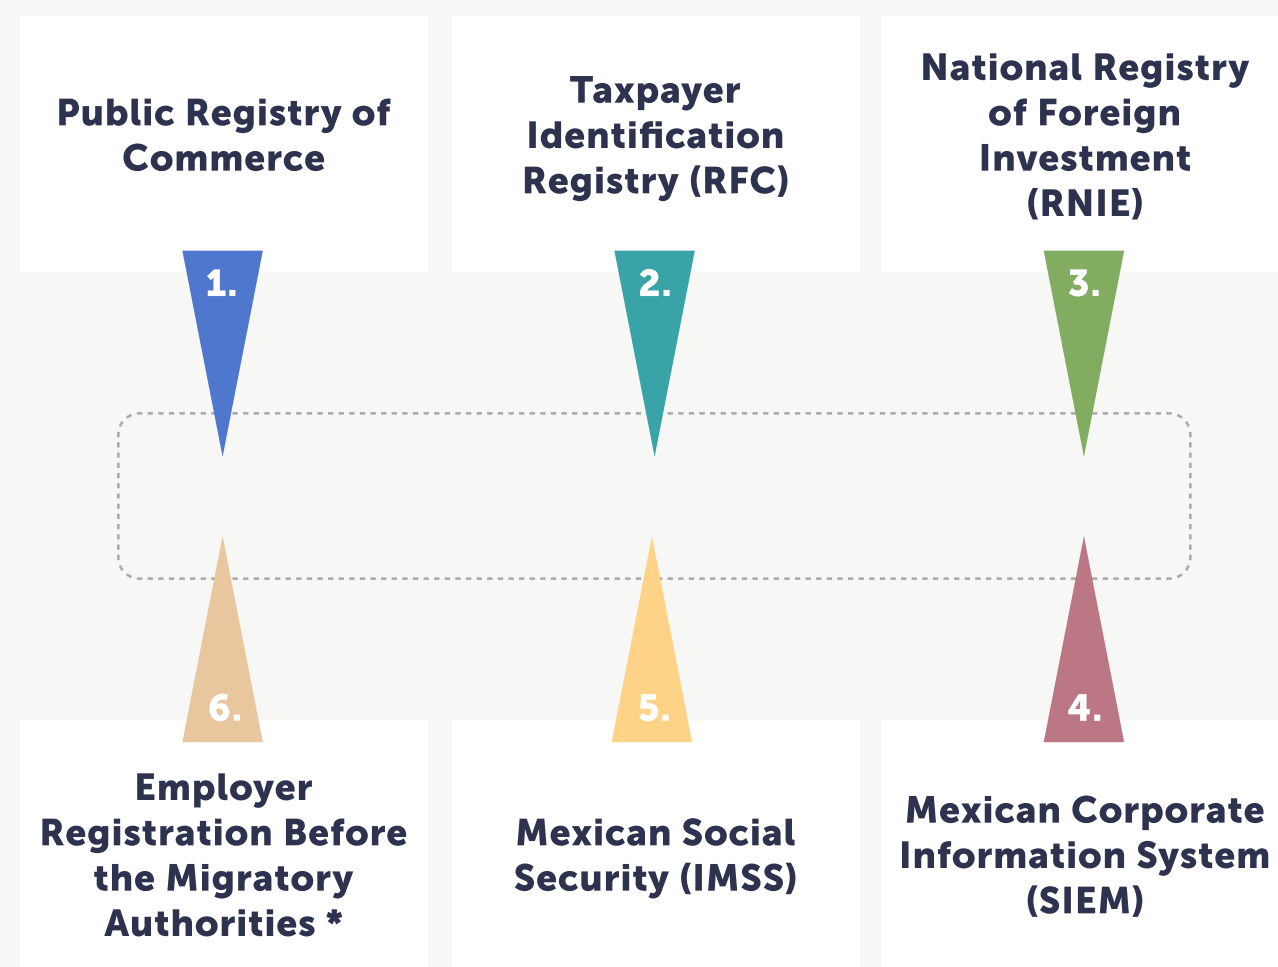 Public Registry of
Commerce
Taxpayer
Identification
Registry (RFC)
National Registry
of Foreign
Investment
(RNIE)
1.
2.
3.
6.
5.
4.
Employer
Registration Before
the Migratory
Authorities *
Mexican Social
Security (IMSS)
Mexican Corporate
Information System
(SIEM)